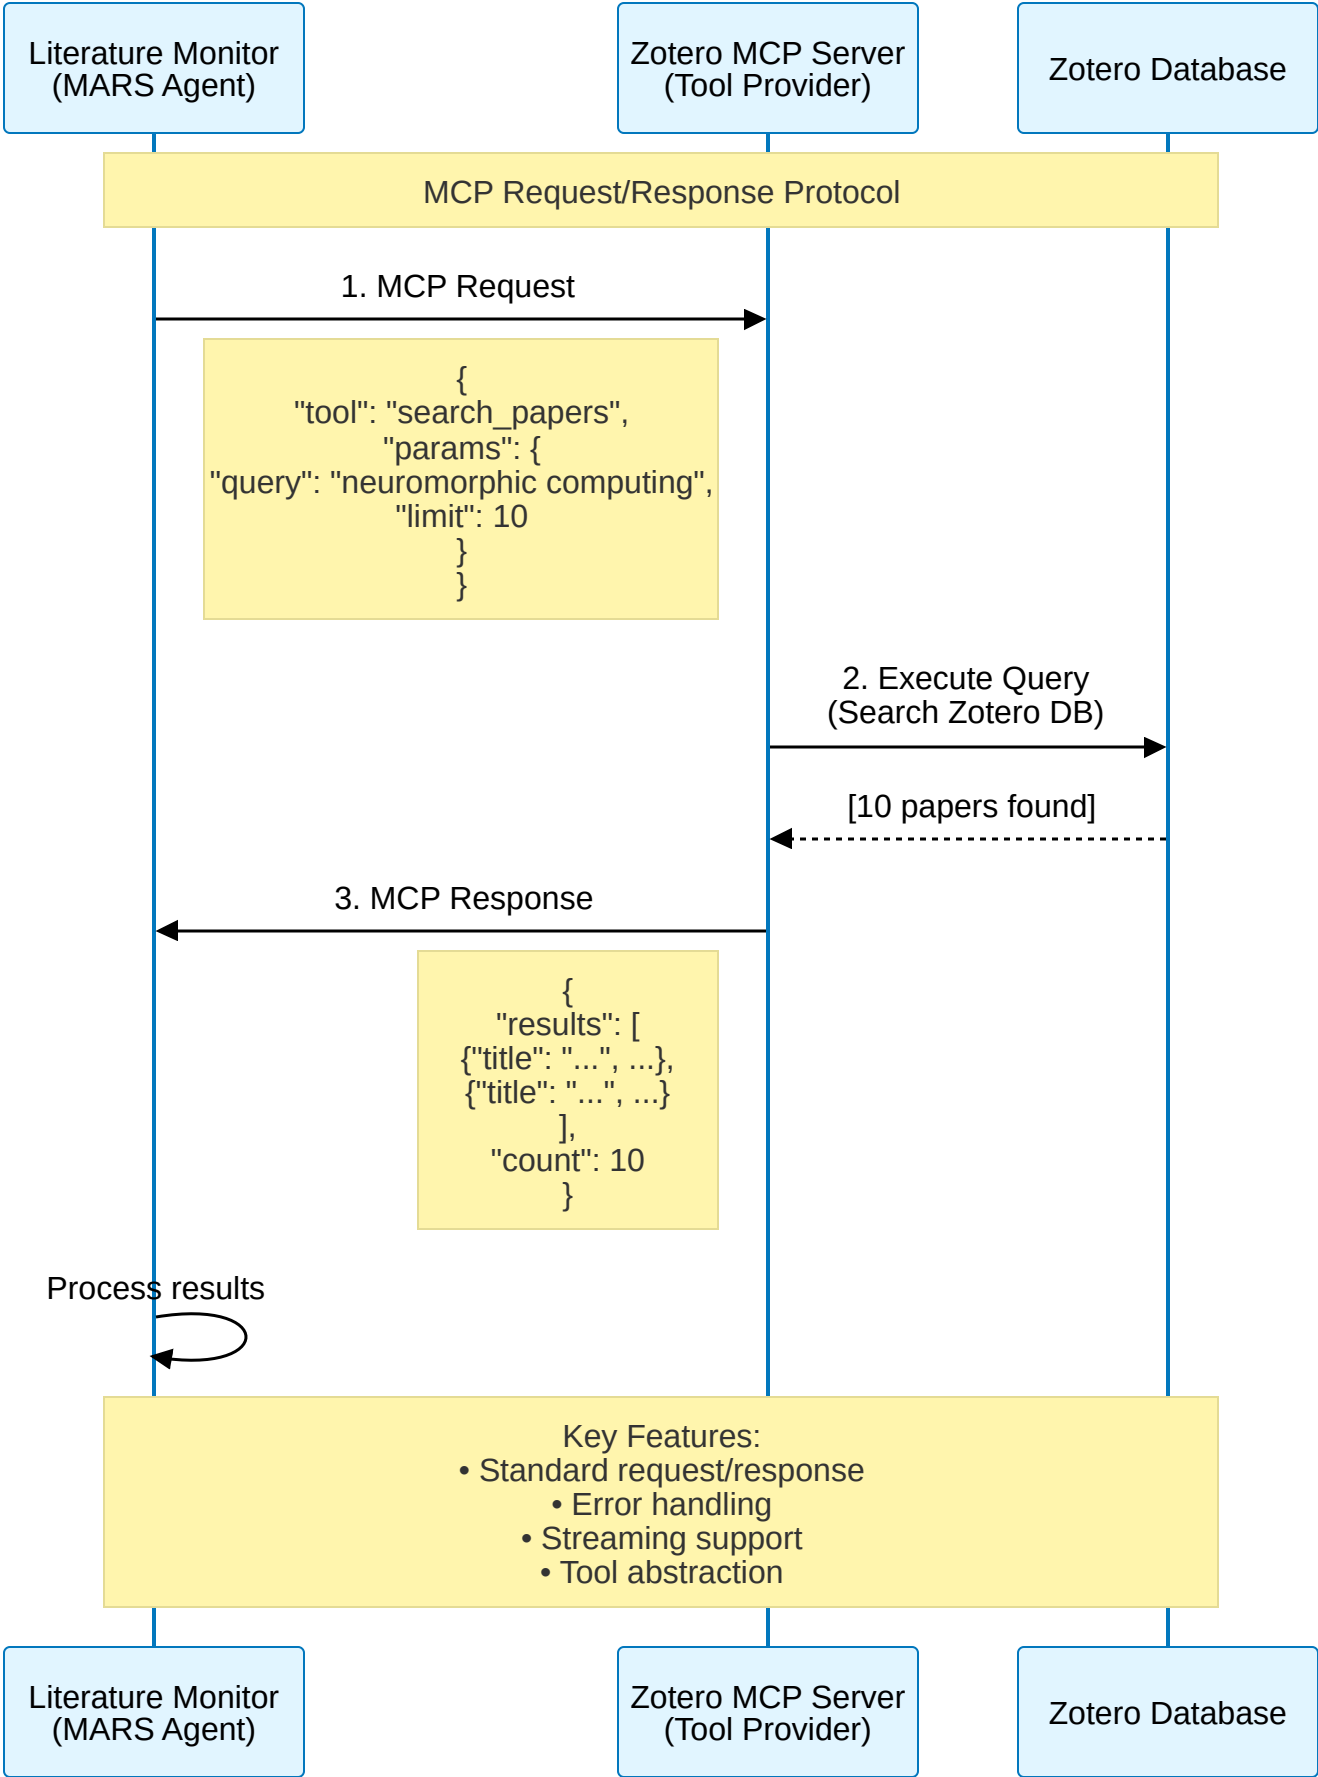 Literature Monitor
(MARS Agent)
Zotero MCP Server
(Tool Provider)
Zotero Database
MCP Request/Response Protocol
1. MCP Request
{
"tool": "search_papers",
"params": {
"query": "neuromorphic computing",
"limit": 10
}
}
2. Execute Query
(Search Zotero DB)
[10 papers found]
3. MCP Response
{
"results": [
{"title": "...", ...},
{"title": "...", ...}
],
"count": 10
}
Process results
Key Features:
• Standard request/response
• Error handling
• Streaming support
• Tool abstraction
Literature Monitor
(MARS Agent)
Zotero MCP Server
(Tool Provider)
Zotero Database